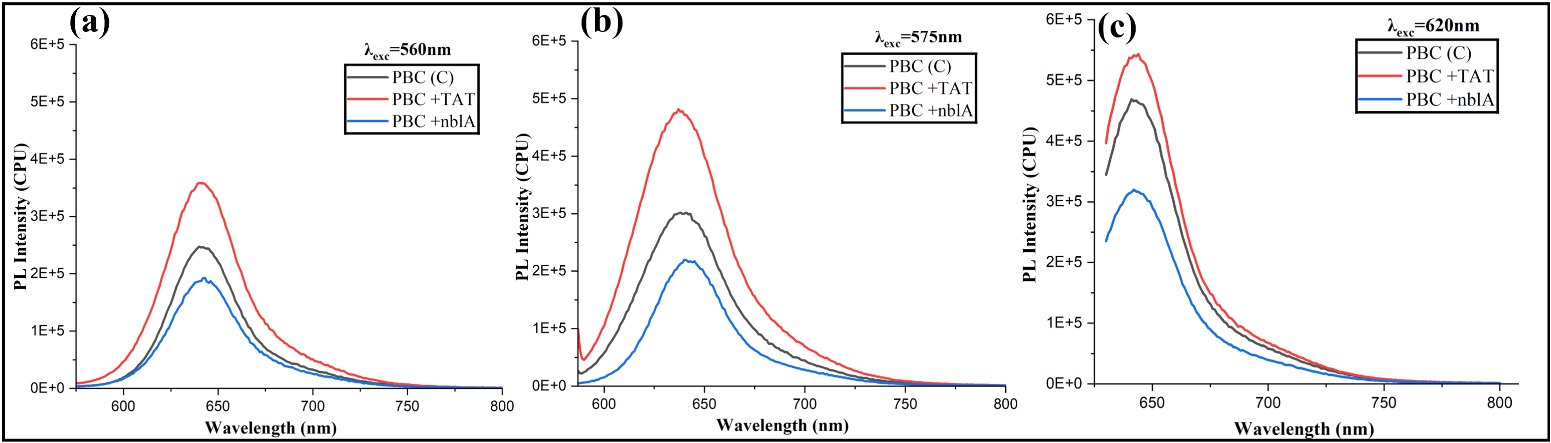 (a)
λexc=560nm
PBC (C)
PBC +TAT
PBC +nblA
6E+5
5E+5
4E+5
3E+5
2E+5
1E+5
0E+0
PL Intensity (CPU)
600
650
700
750
800
Wavelength (nm)
(b)
λexc=575nm
PBC (C)
PBC +TAT
PBC +nblA
6E+5
5E+5
4E+5
3E+5
2E+5
1E+5
0E+0
PL Intensity (CPU)
600
650
700
750
800
Wavelength (nm)
(c)
λexc=620nm
PBC (C)
PBC +TAT
PBC +nblA
6E+5
5E+5
4E+5
3E+5
2E+5
1E+5
0E+0
PL Intensity (CPU)
650
700
750
800
Wavelength (nm)